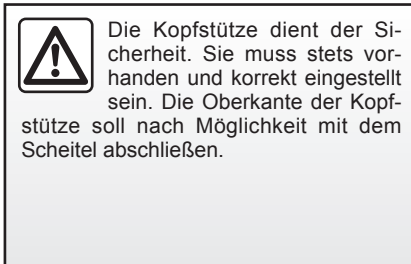 Die Kopfstütze dient der Si-
cherheit. Sie muss stets vor-
handen und korrekt eingestellt
sein. Die Oberkante der Kopf-
stütze soll nach Möglichkeit mit dem
Scheitel abschließen.